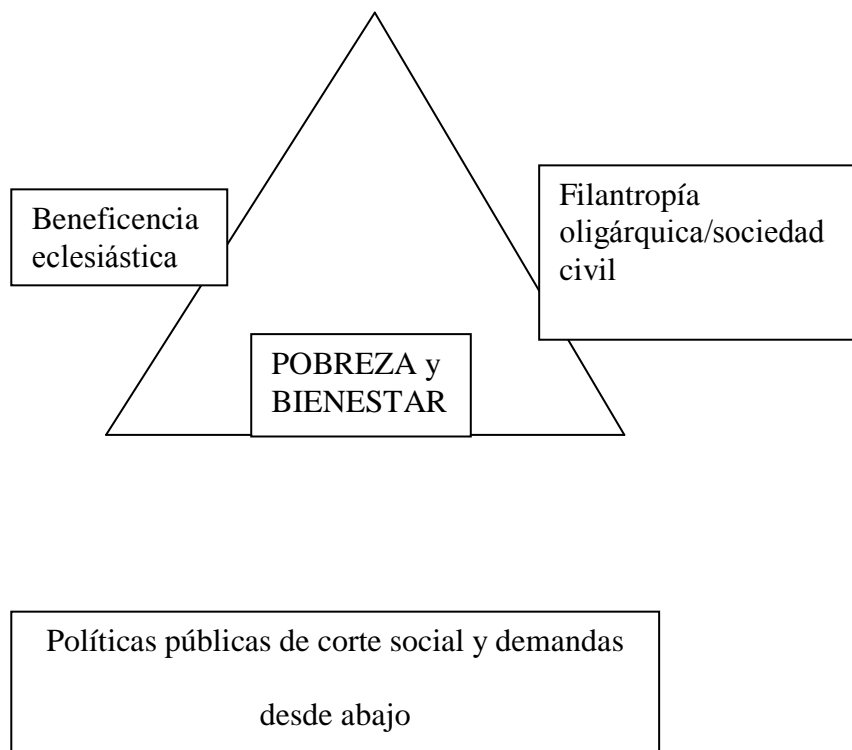 Beneficencia
eclesiástica
Filantropía
oligárquica/sociedad
civil
POBREZA y
BIENESTAR
Políticas públicas de corte social y demandas
desde abajo